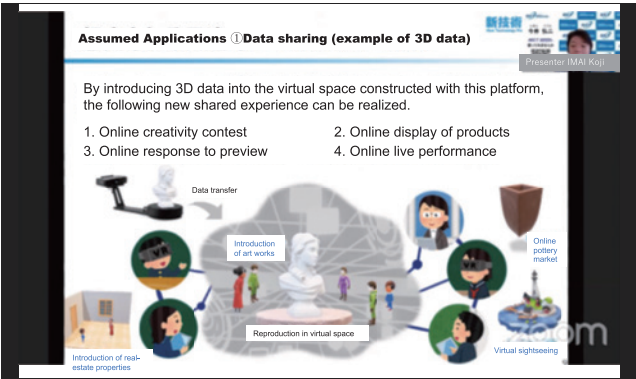 新技術
Assumed Applications ①Data sharing (example of 3D data)
Presenter IMAI Koji
By introducing 3D data into the virtual space constructed with this platform,
the following new shared experience can be realized.
1. Online creativity contest
2. Online display of products
3. Online response to preview
4. Online live performance
Data transfer
Introduction
of art works
Online
pottery
market
Reproduction in virtual space
Introduction of real-
estate properties
Virtual sightseeing
zoom